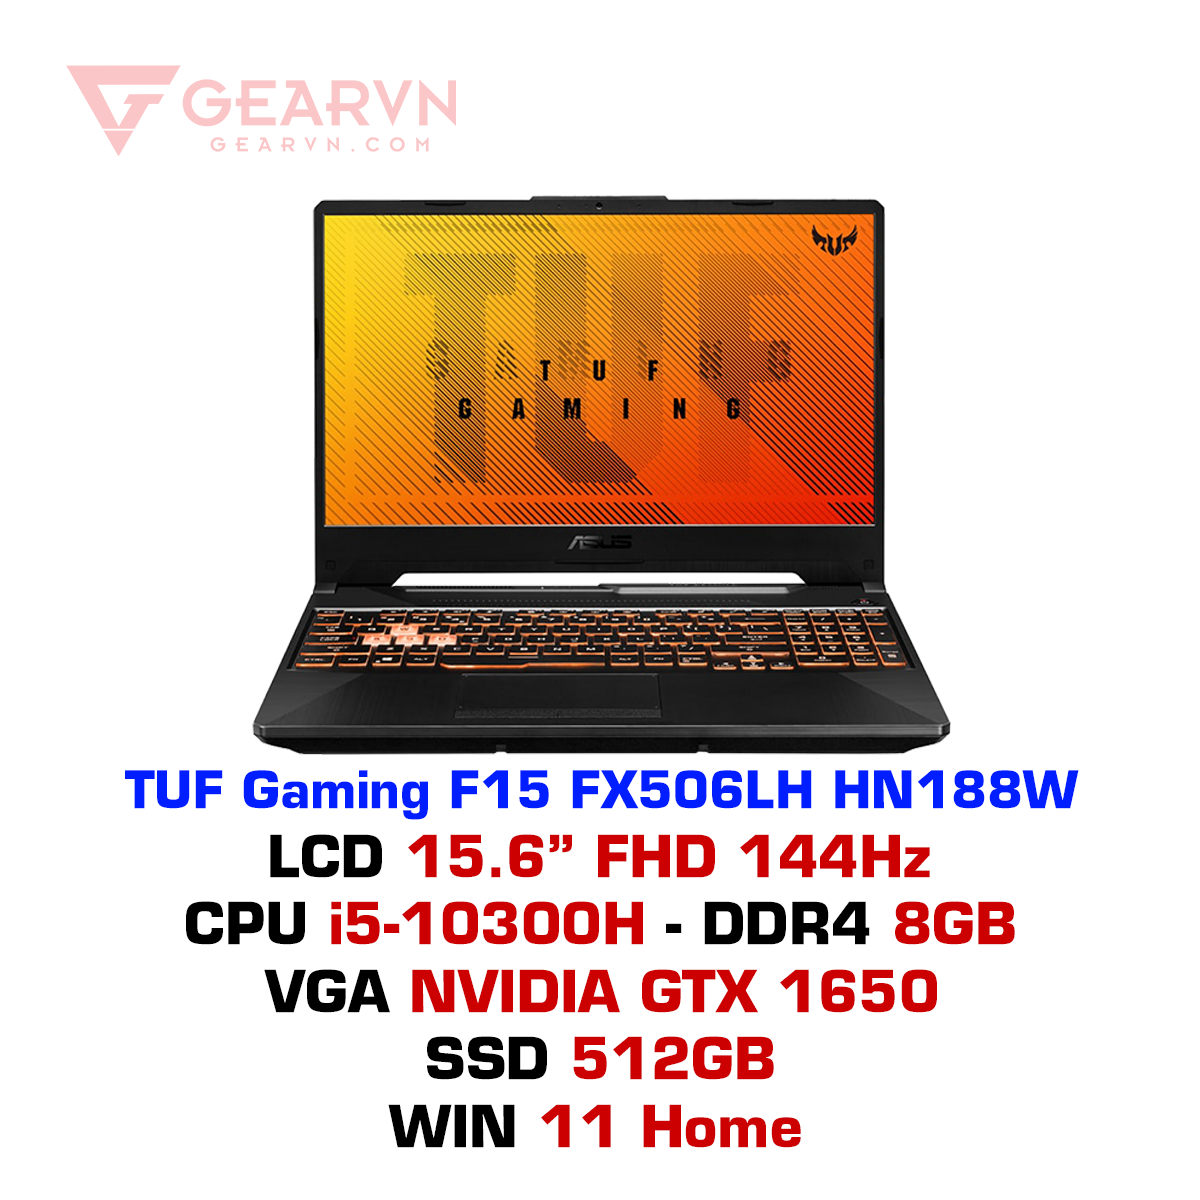 GEARVN
GEARVN.COM
TUF
TUF
TUF
GAMING
ASUS
TUF Gaming F15 FX506LH HN188W
LCD 15.6” FHD 144Hz
CPU i5-10300H - DDR4 8GB
VGA NVIDIA GTX 1650
SSD 512GB
WIN 11 Home